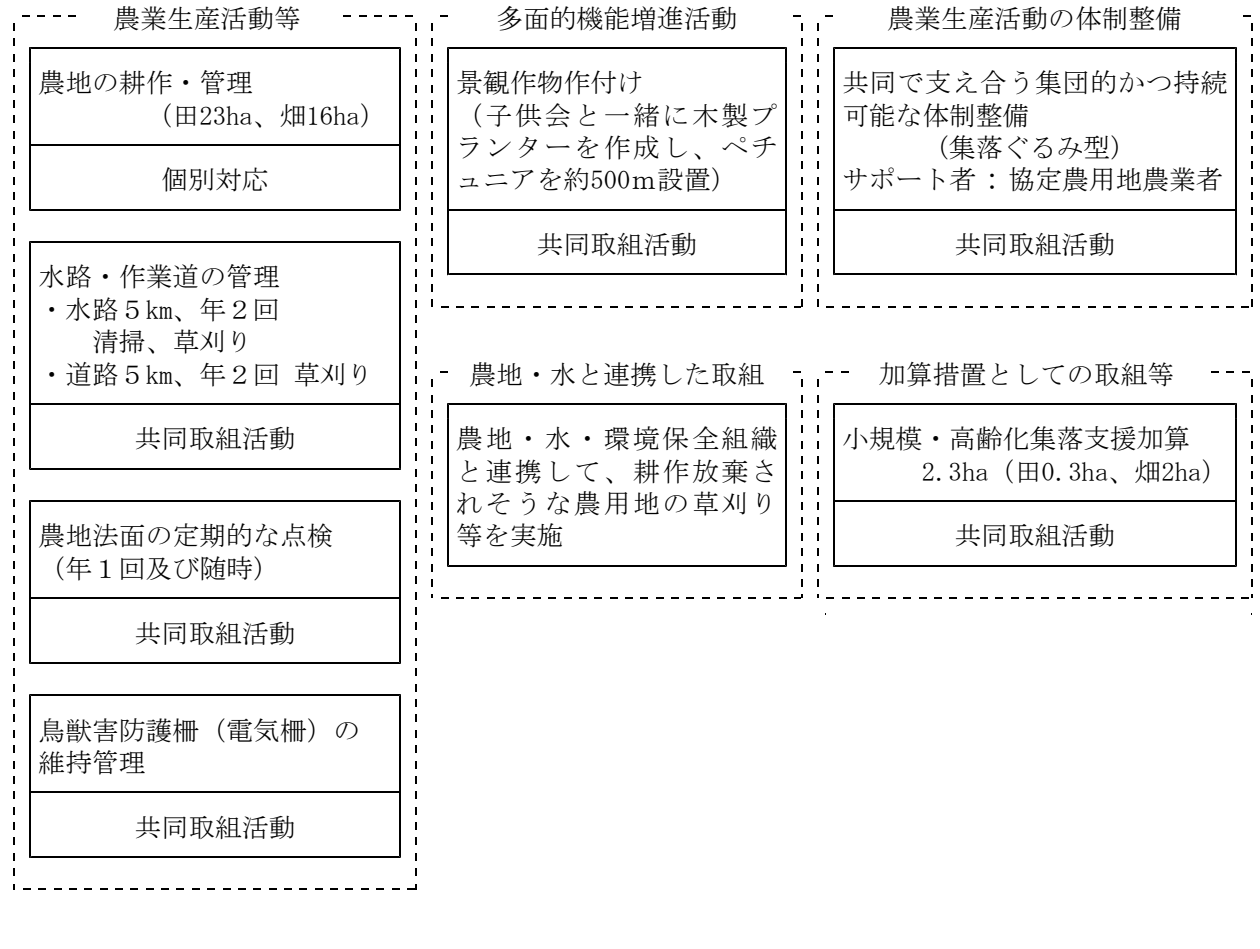 農業生産活動等
農地の耕作・管理
（田23ha、畑16ha）
個別対応
水路・作業道の管理
・水路５㎞、年２回
清掃、草刈り
・道路５㎞、年２回 草刈り
共同取組活動
農地法面の定期的な点検
（年１回及び随時）
共同取組活動
鳥獣害防護柵（電気柵）の
維持管理
共同取組活動
多面的機能増進活動
景観作物作付け
（子供会と一緒に木製プ
ランターを作成し、ペチ
ュニアを約500ｍ設置）
共同取組活動
農業生産活動の体制整備
共同で支え合う集団的かつ持続
可能な体制整備
（集落ぐるみ型）
サポート者：協定農用地農業者
共同取組活動
農地・水と連携した取組
農地・水・環境保全組織
と連携して、耕作放棄さ
れそうな農用地の草刈り
等を実施
加算措置としての取組等
小規模・高齢化集落支援加算
2.3ha（田0.3ha、畑2ha）
共同取組活動